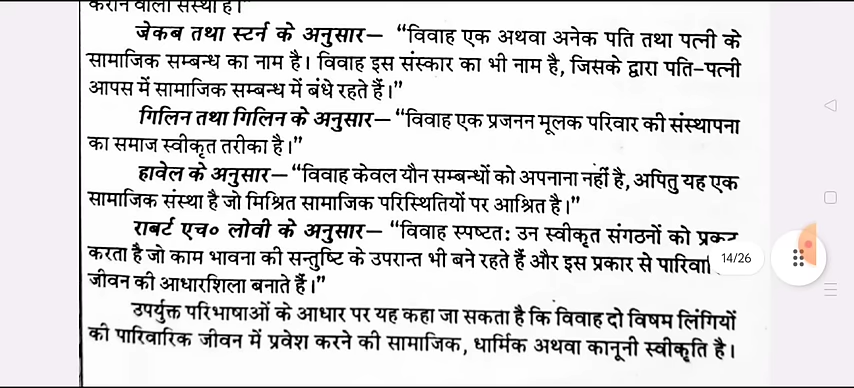 कराने वाली संस्था है।"
जेकब तथा स्टर्न के अनुसार— "विवाह एक अथवा अनेक पति तथा पत्नी के
सामाजिक सम्बन्ध का नाम है। विवाह इस संस्कार का भी नाम है, जिसके द्वारा पति-पत्नी
आपस में सामाजिक सम्बन्ध में बंधे रहते हैं।"
गिलिन तथा गिलिन के अनुसार—"विवाह एक प्रजनन मूलक परिवार की संस्थापना
का समाज स्वीकृत तरीका है।"
हावेल के अनुसार—"विवाह केवल यौन सम्बन्धों को अपनाना नहीं है, अपितु यह एक
सामाजिक संस्था है जो मिश्रित सामाजिक परिस्थितियों पर आश्रित है।"
राबर्ट एच० लोवी के अनुसार— "विवाह स्पष्टत: उन स्वीकृत संगठनों को प्रकट
करता है जो काम भावना की सन्तुष्टि के उपरान्त भी बने रहते हैं और इस प्रकार से
14/26
जीवन की आधारशिला बनाते हैं।"
उपर्युक्त परिभाषाओं के आधार पर यह कहा जा सकता है कि विवाह दो विषम लिंगियों
की पारिवारिक जीवन में प्रवेश करने की सामाजिक, धार्मिक अथवा कानूनी स्वीकृति है।